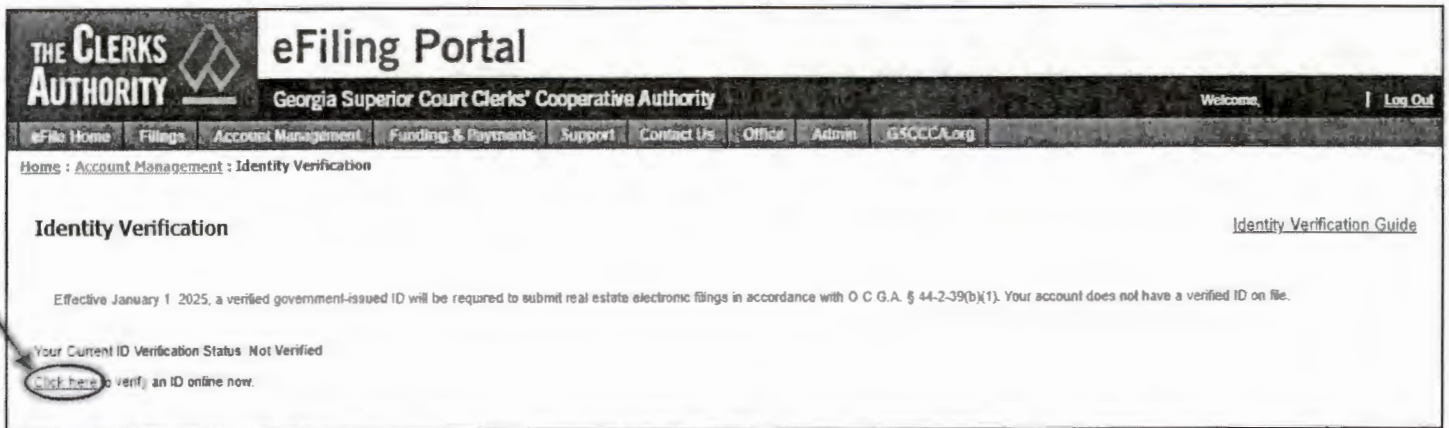 THE CLERKS AUTHORITY
eFiling Portal
Georgia Superior Court Clerks' Cooperative Authority
Welcome, | Log Out
eFile Home Filings Account Management Funding & Payments Support Contact Us Office Admin GSCCCA.org
Home : Account Management : Identity Verification
Identity Verification
Identity Verification Guide
Effective January 1 2025, a verified government-issued ID will be required to submit real estate electronic filings in accordance with O C G.A. § 44-2-39(b)(1). Your account does not have a verified ID on file.
Your Current ID Verification Status Not Verified
Click here to verify an ID online now.